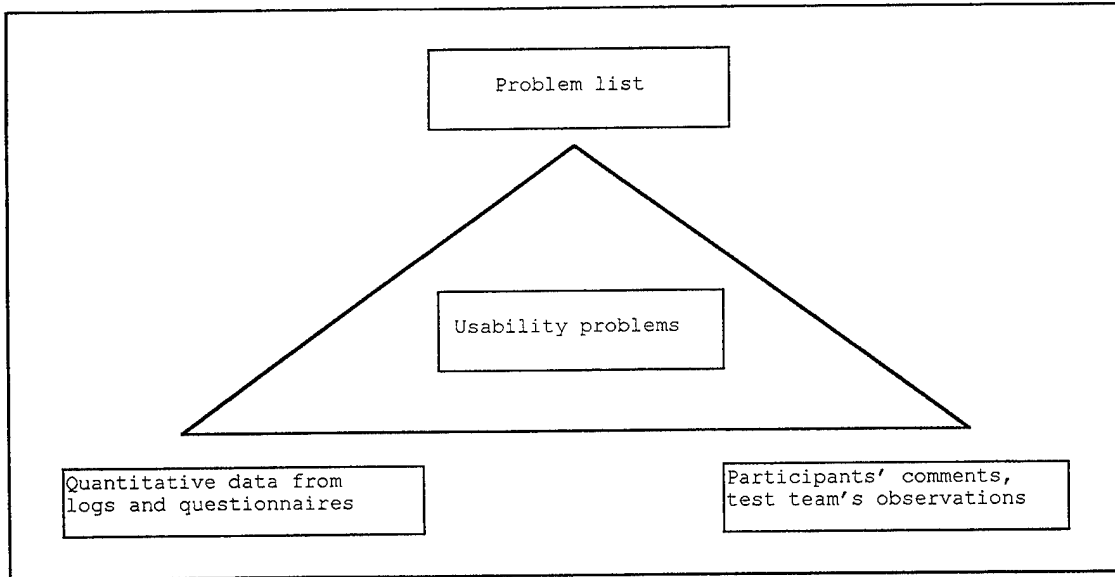 Problem list
Usability problems
Quantitative data from
logs and questionnaires
Participants' comments,
test team's observations